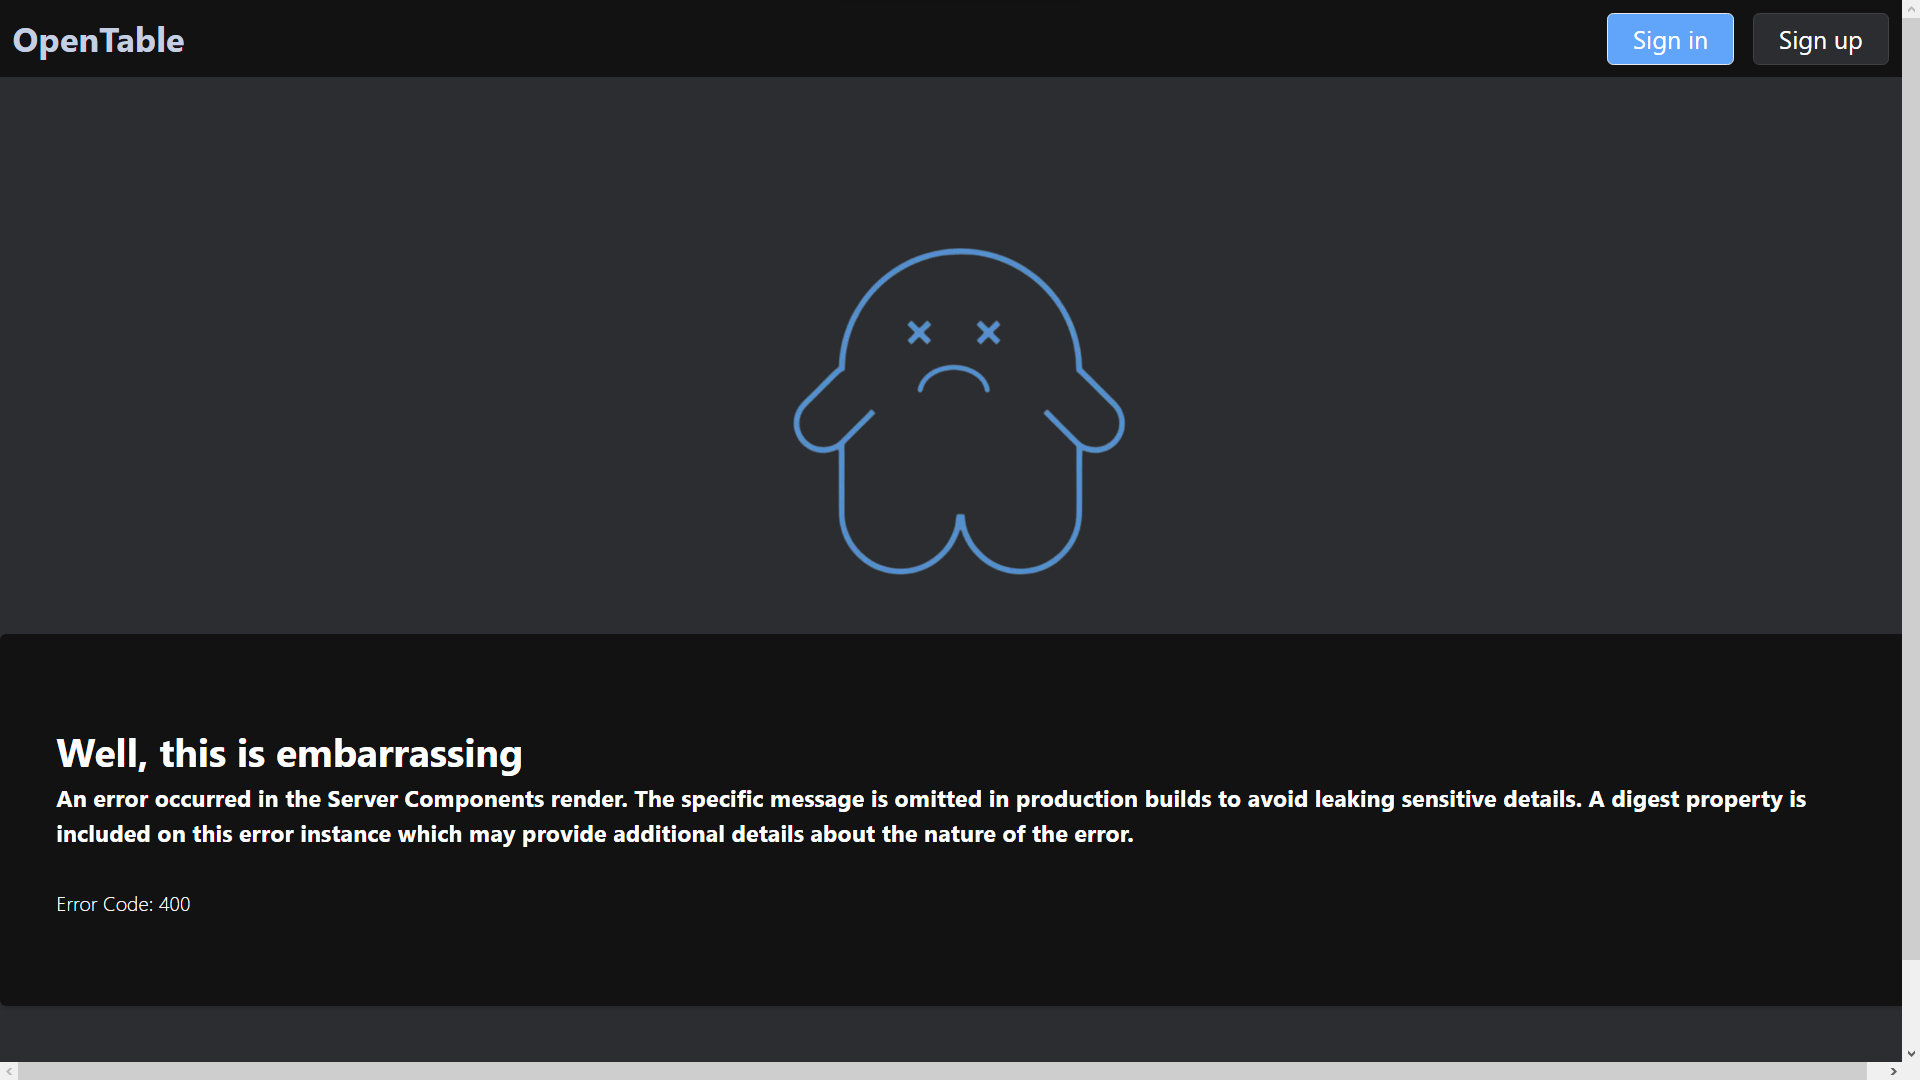 OpenTable
Sign in
Sign up
Well, this is embarrassing
An error occurred in the Server Components render. The specific message is omitted in production builds to avoid leaking sensitive details. A digest property is
included on this error instance which may provide additional details about the nature of the error.
Error Code: 400